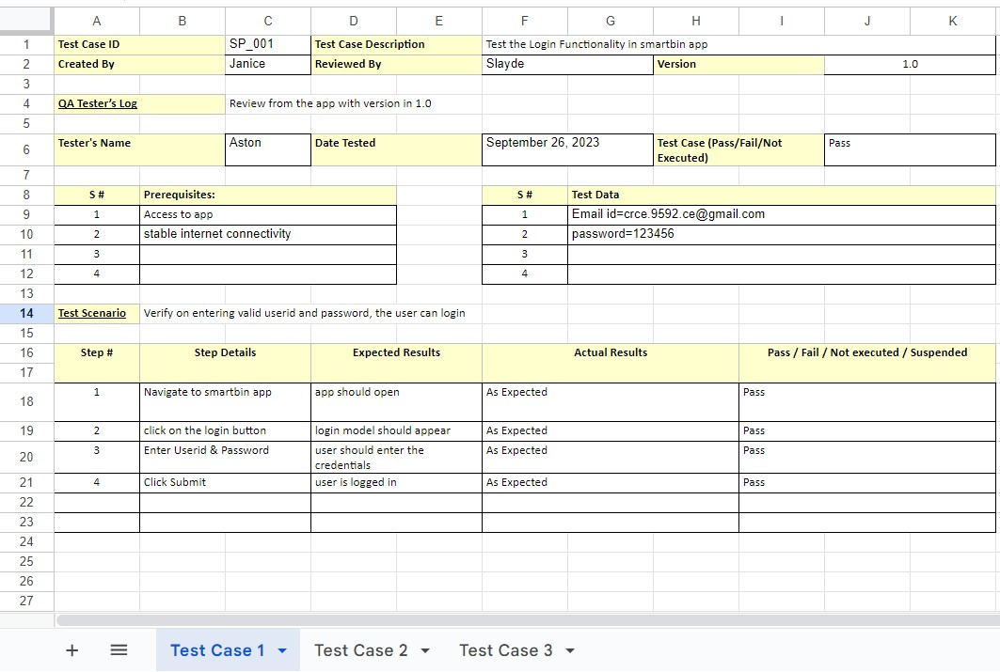 A B C D E F G H I J K
1 Test Case ID SP_001 Test Case Description Test the Login Functionality in smartbin app
2 Created By Janice Reviewed By Slayde Version 1.0
3
4 QA Tester's Log Review from the app with version in 1.0
5
6 Tester's Name Aston Date Tested September 26, 2023 Test Case (Pass/Fail/Not
Executed) Pass
7
8 S # Prerequisites: S # Test Data
9 1 Access to app 1 Email id=crce.9592.ce@gmail.com
10 2 stable internet connectivity 2 password=123456
11 3 3
12 4 4
13
14 Test Scenario Verify on entering valid userid and password, the user can login
15
16 Step # Step Details Expected Results Actual Results Pass / Fail / Not executed / Suspended
17
18 1 Navigate to smartbin app app should open As Expected Pass
19 2 click on the login button login model should appear As Expected Pass
20 3 Enter Userid & Password user should enter the
credentials As Expected Pass
21 4 Click Submit user is logged in As Expected Pass
22
23
24
25
26
27
Test Case 1 Test Case 2 Test Case 3